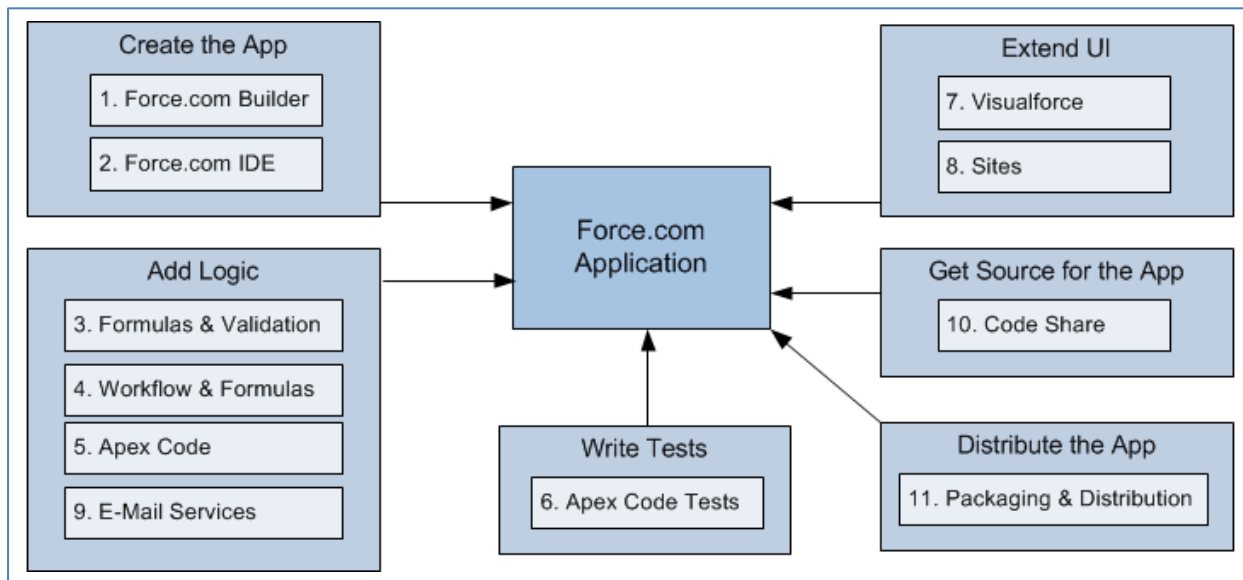 Create the App
1. Force.com Builder
2. Force.com IDE
Add Logic
3. Formulas & Validation
4. Workflow & Formulas
5. Apex Code
9. E-Mail Services
Force.com
Application
Write Tests
6. Apex Code Tests
Extend UI
7. Visualforce
8. Sites
Get Source for the App
10. Code Share
Distribute the App
11. Packaging & Distribution